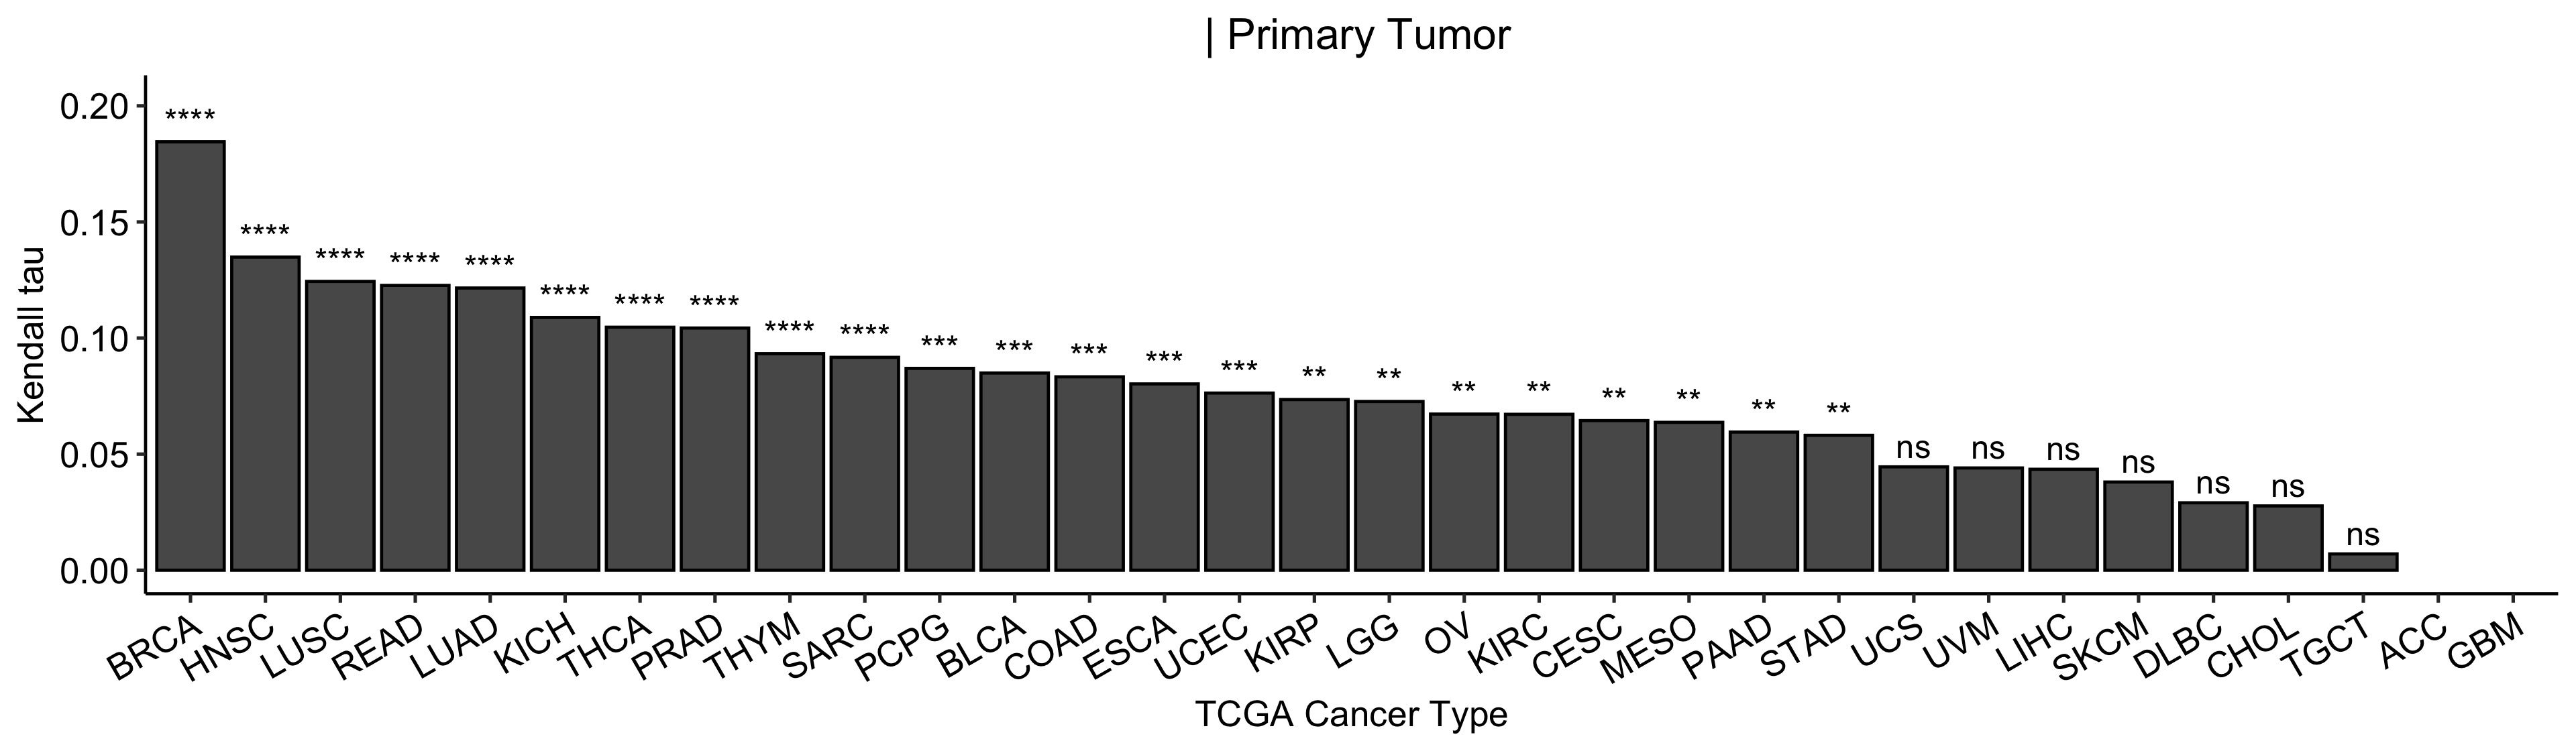 | Primary Tumor
Kendall tau
0.20
0.15
0.10
0.05
0.00
****
****
****
****
****
****
****
****
****
****
***
***
***
***
***
**
**
**
**
**
**
**
**
ns
ns
ns
ns
ns
ns
ns
BRCA
HNSC
LUSC
READ
LUAD
KICH
THCA
PRAD
THYM
SARC
PCPG
BLCA
COAD
ESCA
UCEC
KIRP
LGG
OV
KIRC
CESC
MESO
PAAD
STAD
UCS
UVM
LIHC
SKCM
DLBC
CHOL
TGCT
ACC
GBM
TCGA Cancer Type